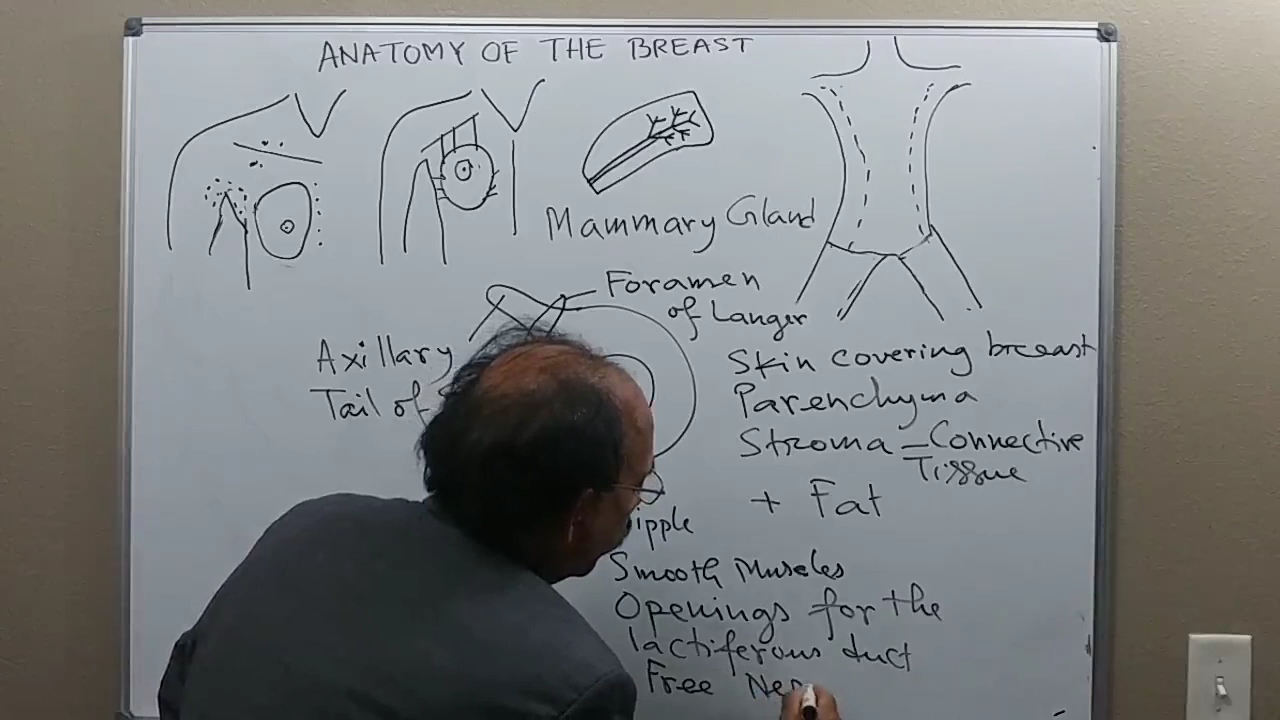 ANATOMY OF THE BREAST
Mammary Gland
Foramen
of Langer
Axillary
Tail of
Skin covering breast
Parenchyma
Stroma - Connective
Tissue
+ Fat
ipple
Smooth Muscles
Openings for the
lactiferous duct
Free Ner